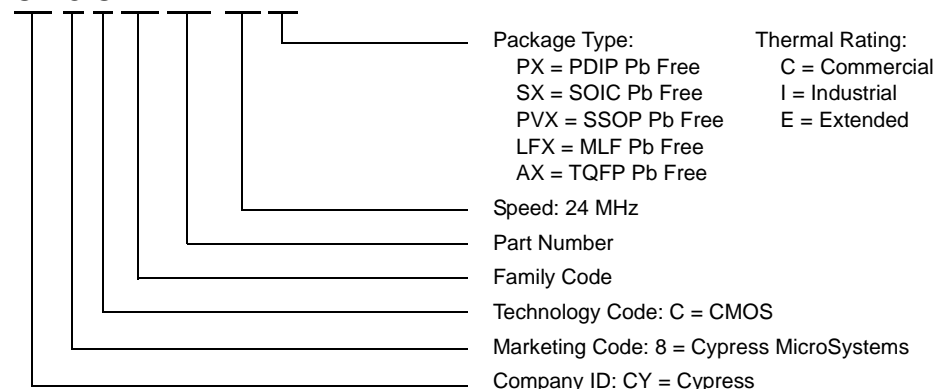 Package Type: Thermal Rating:
PX = PDIP Pb Free C = Commercial
SX = SOIC Pb Free I = Industrial
PVX = SSOP Pb Free E = Extended
LFX = MLF Pb Free
AX = TQFP Pb Free
Speed: 24 MHz
Part Number
Family Code
Technology Code: C = CMOS
Marketing Code: 8 = Cypress MicroSystems
Company ID: CY = Cypress